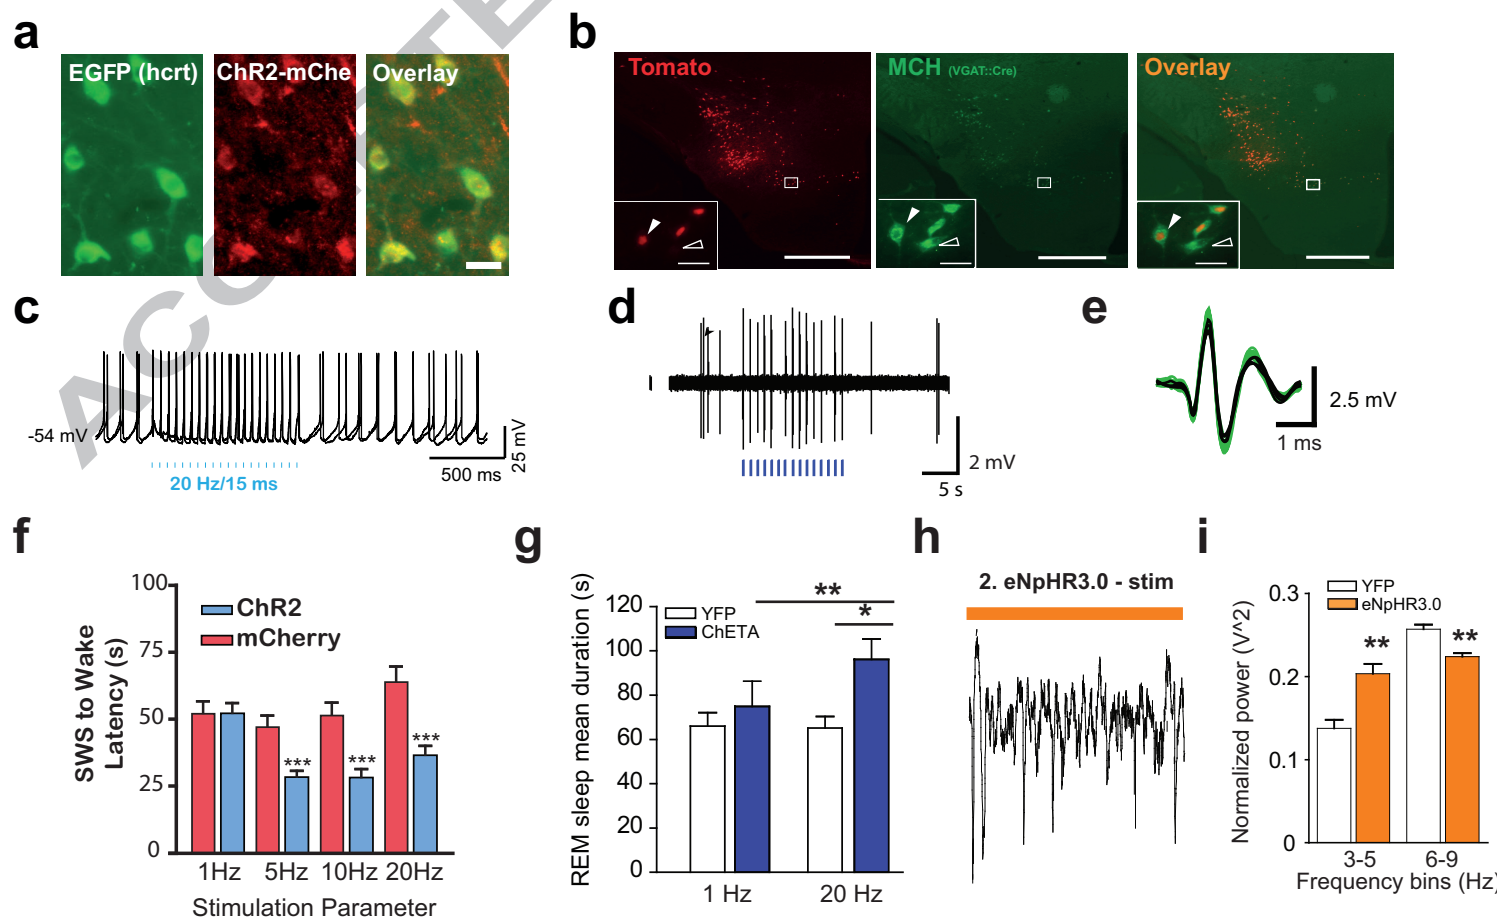 a
EGFP (hcrt)
ChR2-mChe
Overlay
b
Tomato
MCH (VGAT::Cre)
Overlay
c
-54 mV
20 Hz/15 ms
500 ms
25 mV
d
2 mV
5 s
e
2.5 mV
1 ms
f
SWS to Wake
Latency (s)
100
75
50
25
0
ChR2
mCherry
***
***
***
1Hz
5Hz
10Hz
20Hz
Stimulation Parameter
g
REM sleep mean duration (s)
120
100
80
60
40
20
0
YFP
ChETA
**
*
1 Hz
20 Hz
h
2. eNpHR3.0 - stim
i
Normalized power (V^2)
0.3
0.2
0.1
0
YFP
eNpHR3.0
**
**
3-5
6-9
Frequency bins (Hz)